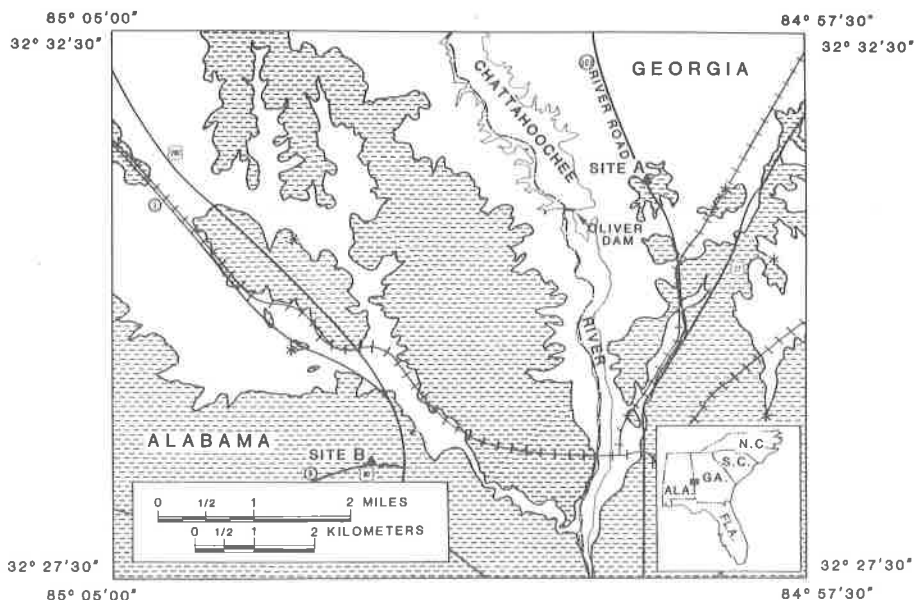 85° 05'00"
84° 57'30"
32° 32'30"
32° 32'30"
GEORGIA
CHATTAHOOCHEE
RIVER ROAD
SITE A
OLIVER
DAM
RIVER
ALABAMA
SITE B
0 1/2 1 2 MILES
0 1/2 1 2 KILOMETERS
N.C.
S.C.
ALA.
GA.
FLA.
32° 27'30"
32° 27'30"
85° 05'00"
84° 57'30"